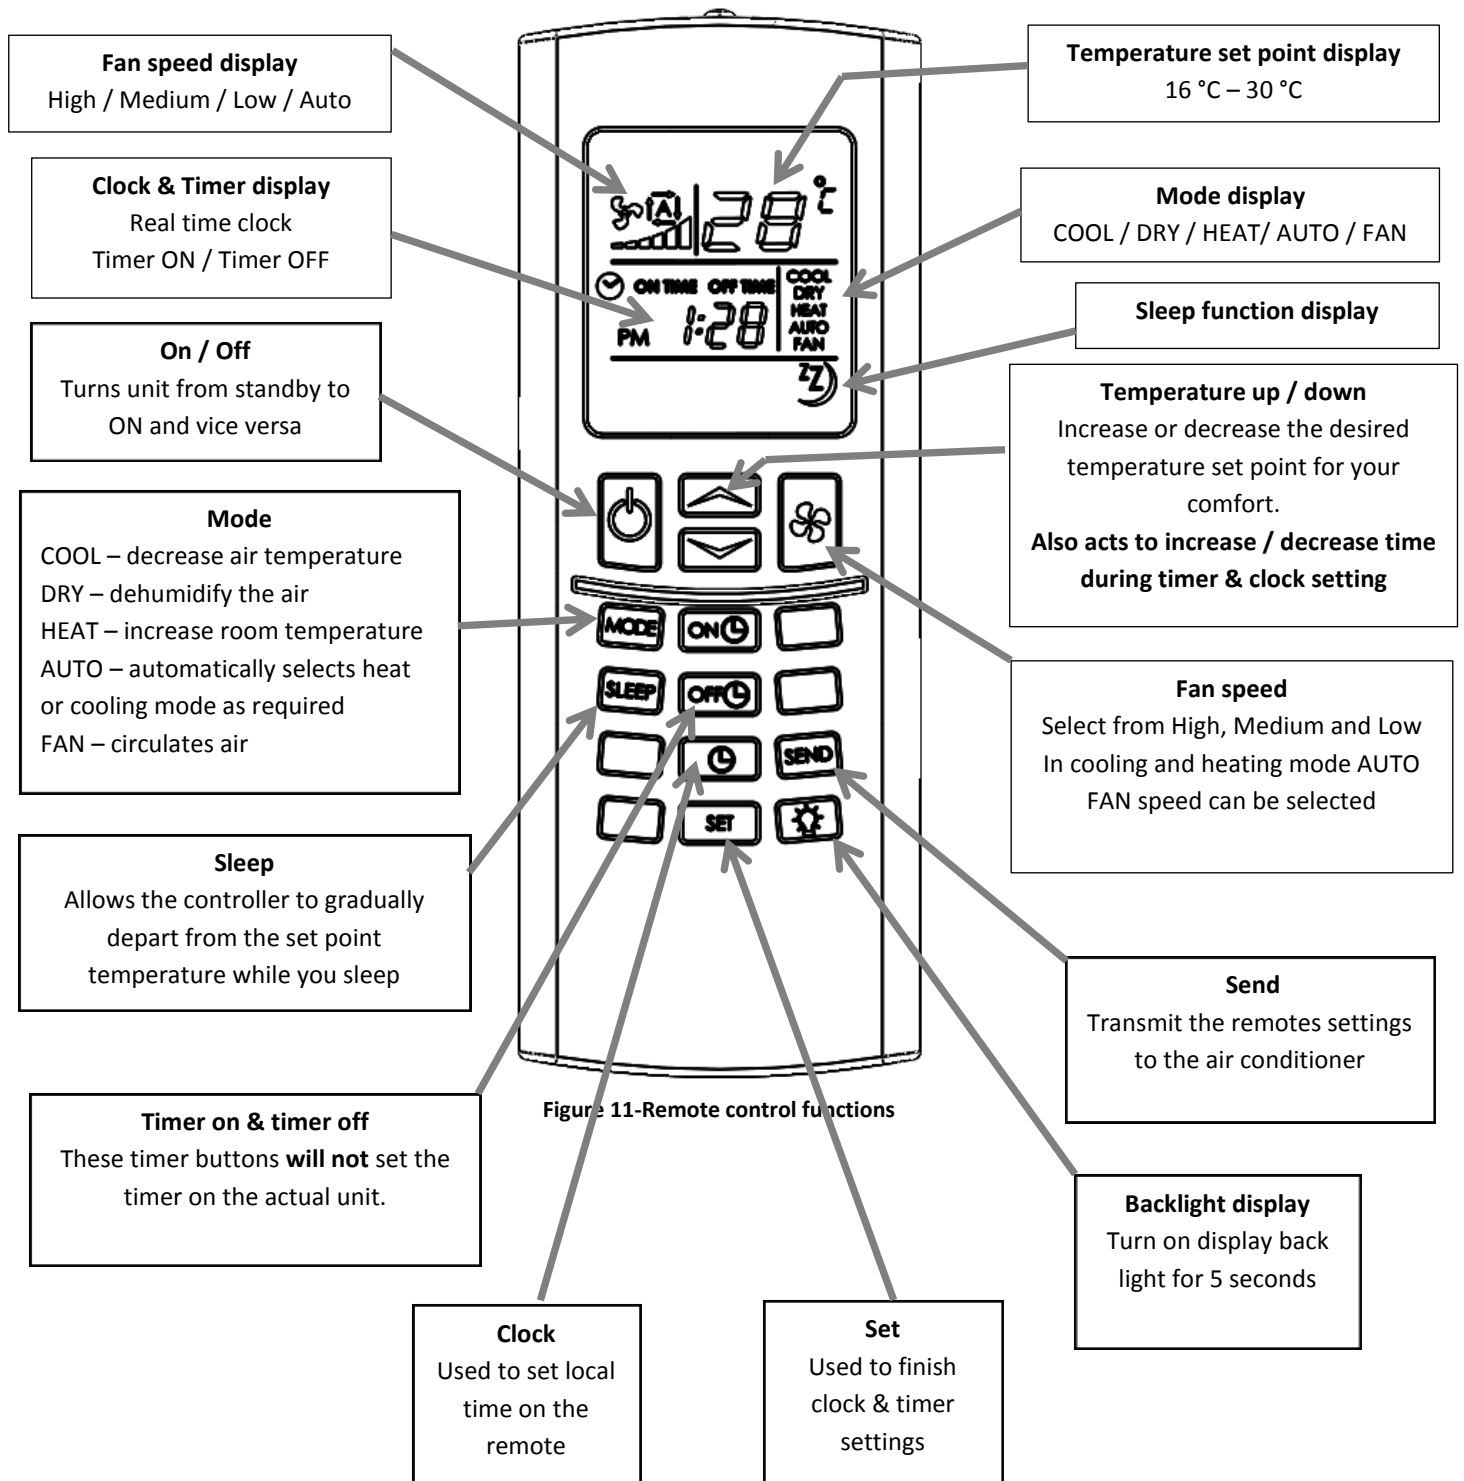 Fan speed display
High / Medium / Low / Auto
Clock & Timer display
Real time clock
Timer ON / Timer OFF
On / Off
Turns unit from standby to
ON and vice versa
Mode
COOL – decrease air temperature
DRY – dehumidify the air
HEAT – increase room temperature
AUTO – automatically selects heat
or cooling mode as required
FAN – circulates air
Sleep
Allows the controller to gradually
depart from the set point
temperature while you sleep
Timer on & timer off
These timer buttons will not set the
timer on the actual unit.
A
28 °C
ON TIME OFF TIME
PM 1:28
COOL
DRY
HEAT
AUTO
FAN
ZZ
MODE ON
SLEEP OFF
SEND
SET
Figure 11-Remote control functions
Temperature set point display
16 °C – 30 °C
Mode display
COOL / DRY / HEAT/ AUTO / FAN
Sleep function display
Temperature up / down
Increase or decrease the desired
temperature set point for your
comfort.
Also acts to increase / decrease time
during timer & clock setting
Fan speed
Select from High, Medium and Low
In cooling and heating mode AUTO
FAN speed can be selected
Send
Transmit the remotes settings
to the air conditioner
Backlight display
Turn on display back
light for 5 seconds
Clock
Used to set local
time on the
remote
Set
Used to finish
clock & timer
settings